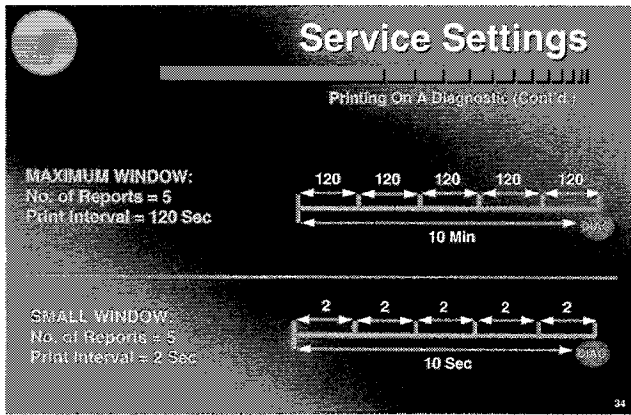 Service Settings
Printing On A Diagnostic (Cont'd.)
MAXIMUM WINDOW:
No. of Reports = 5
Print Interval = 120 Sec
120 120 120 120 120
10 Min
DIAG
SMALL WINDOW:
No. of Reports = 5
Print Interval = 2 Sec
2 2 2 2 2
10 Sec
DIAG
34